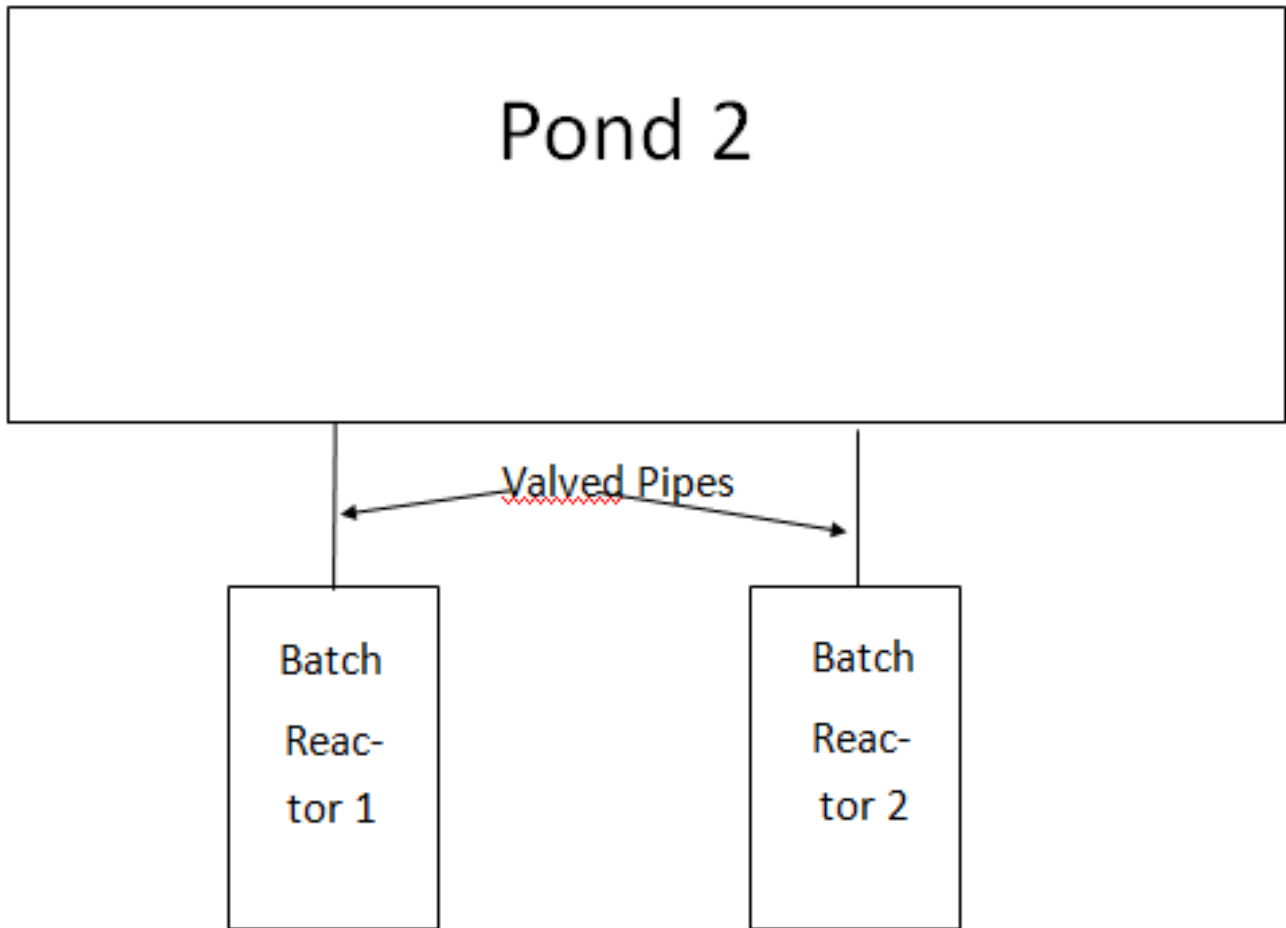 Pond 2
Valved Pipes
Batch
Reac-
tor 1
Batch
Reac-
tor 2